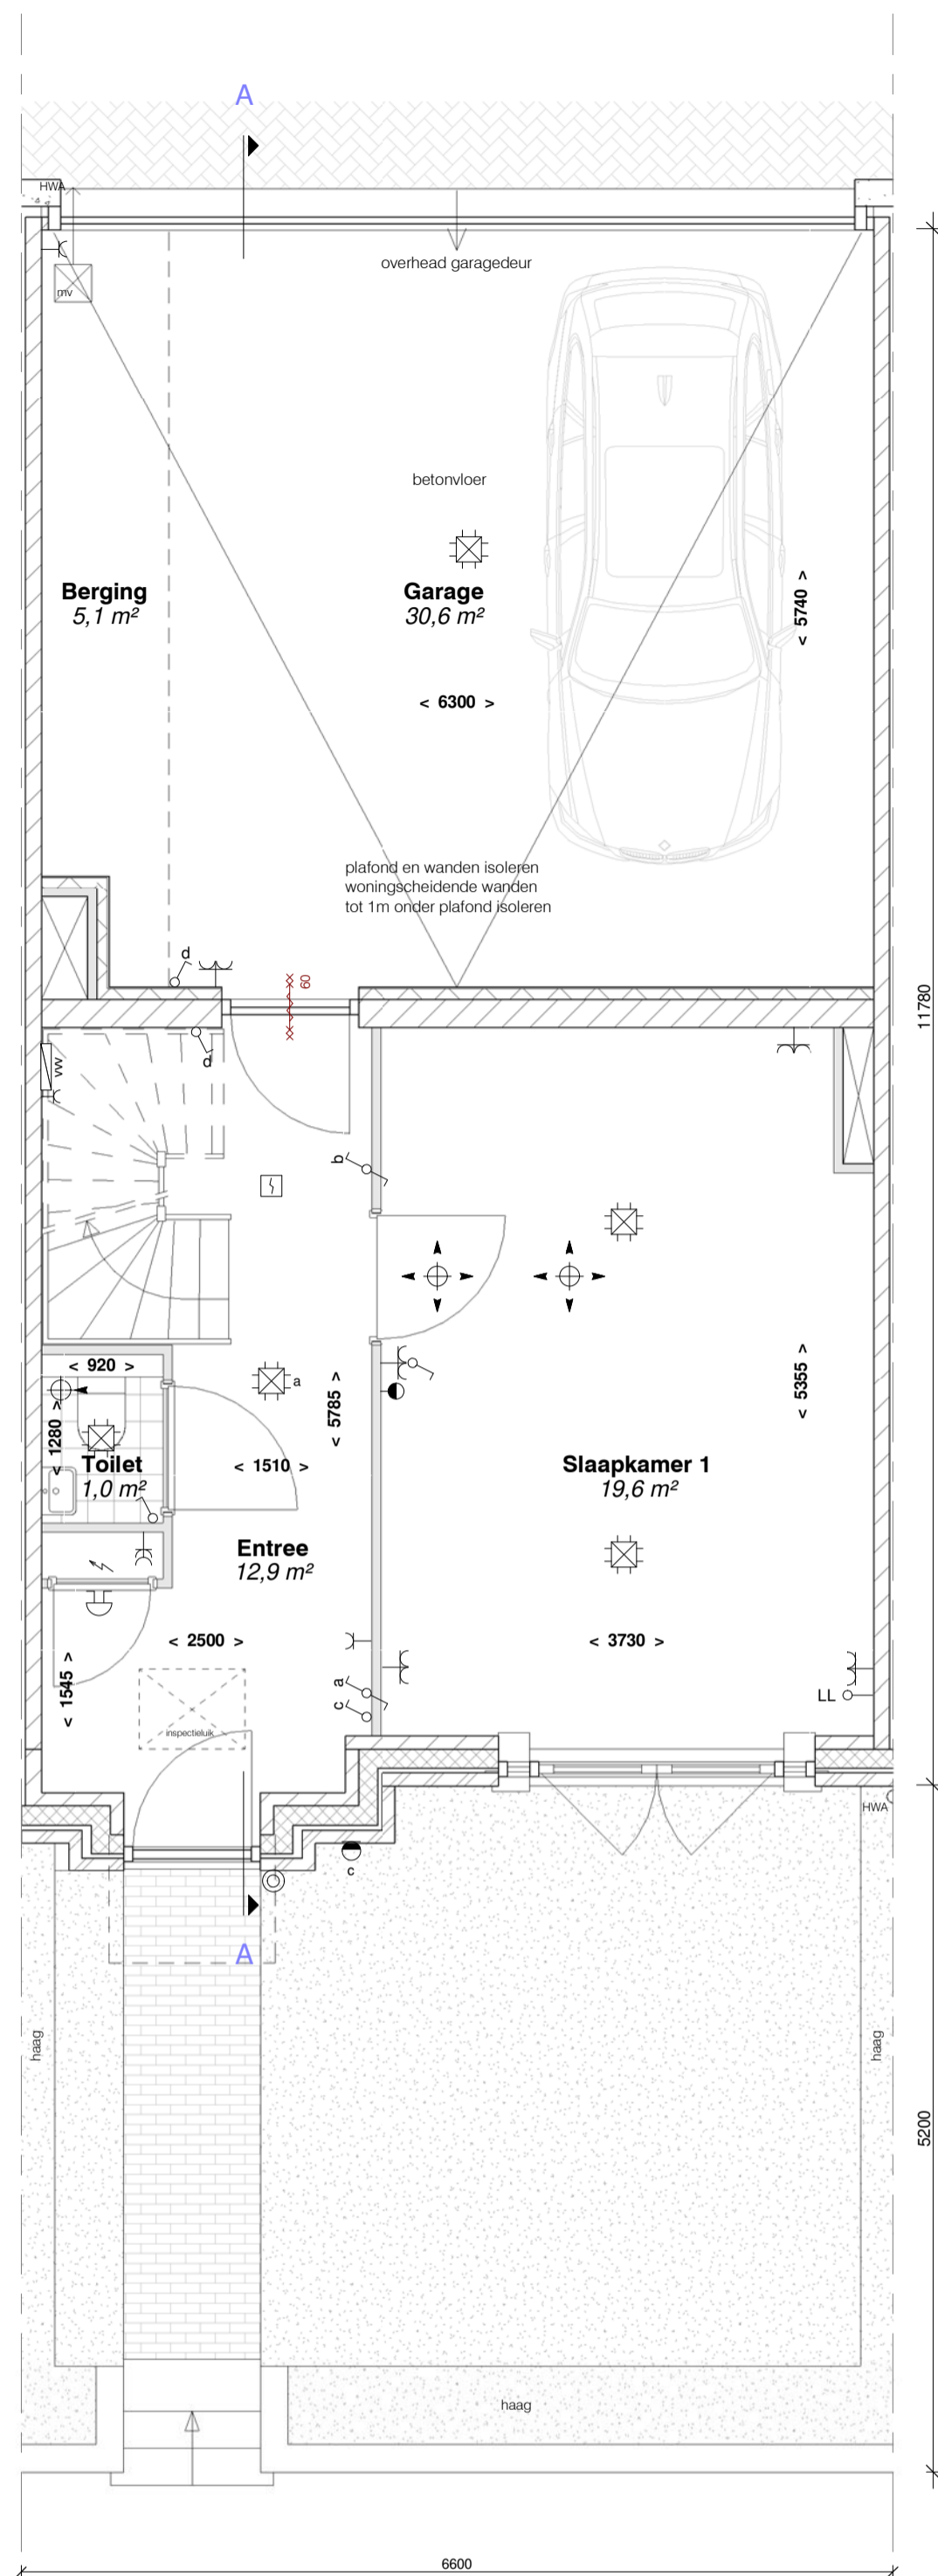 A
HWA
overhead garagedeur
mv
betonvloer
Berging
5,1 m²
Garage
30,6 m²
< 5740 >
< 6300 >
plafond en wanden isoleren
woningscheidende wanden
tot 1m onder plafond isoleren
d
60
11780
d
VW
b
< 920 >
a
< 5785 >
< 5355 >
< 1280 >
Toilet
1,0 m²
< 1510 >
Slaapkamer 1
19,6 m²
Entree
12,9 m²
< 2500 >
< 3730 >
< 1545 >
a
c
LL
inspectieluik
HWA
c
A
haag
haag
5200
haag
6600